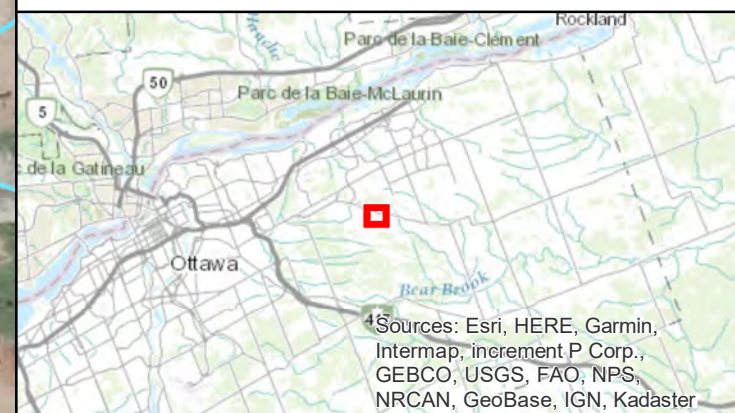 Rockland
Parc de la Baie-Clément
50
Parc de la Baie-McLaurin
5
c de la Gatineau
Ottawa
Bear Brook
Sources: Esri, HERE, Garmin,
Intermap, increment P Corp.,
GEBCO, USGS, FAO, NPS,
NRCAN, GeoBase, IGN, Kadaster